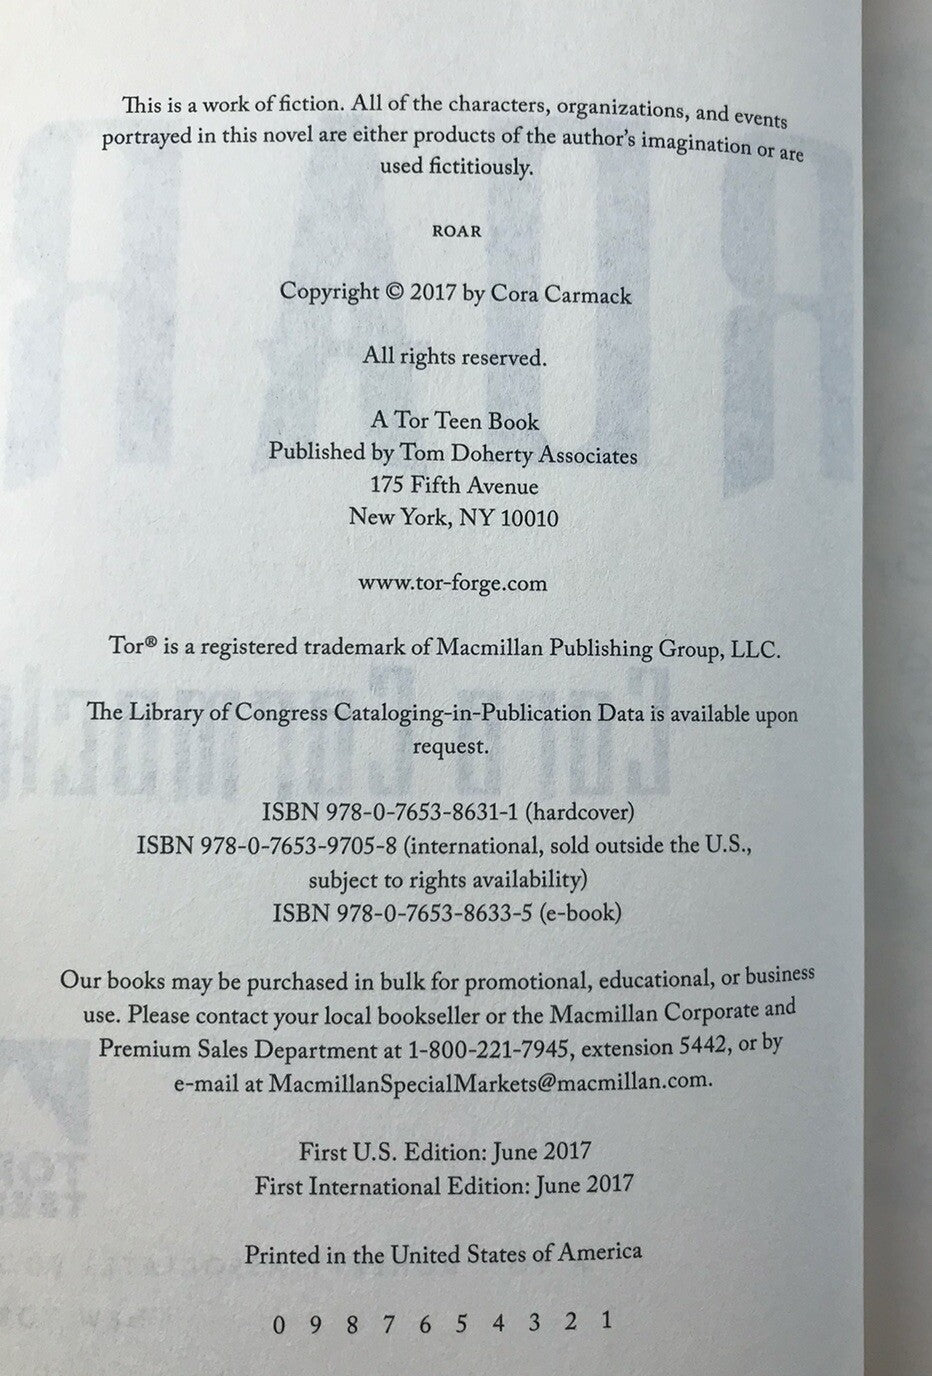 This is a work of fiction. All of the characters, organizations, and events
portrayed in this novel are either products of the author's imagination or are
used fictitiously.
ROAR
Copyright © 2017 by Cora Carmack
All rights reserved.
A Tor Teen Book
Published by Tom Doherty Associates
175 Fifth Avenue
New York, NY 10010
www.tor-forge.com
Tor® is a registered trademark of Macmillan Publishing Group, LLC.
The Library of Congress Cataloging-in-Publication Data is available upon
request.
ISBN 978-0-7653-8631-1 (hardcover)
ISBN 978-0-7653-9705-8 (international, sold outside the U.S.,
subject to rights availability)
ISBN 978-0-7653-8633-5 (e-book)
Our books may be purchased in bulk for promotional, educational, or business
use. Please contact your local bookseller or the Macmillan Corporate and
Premium Sales Department at 1-800-221-7945, extension 5442, or by
e-mail at MacmillanSpecialMarkets@macmillan.com.
First U.S. Edition: June 2017
First International Edition: June 2017
Printed in the United States of America
0 9 8 7 6 5 4 3 2 1